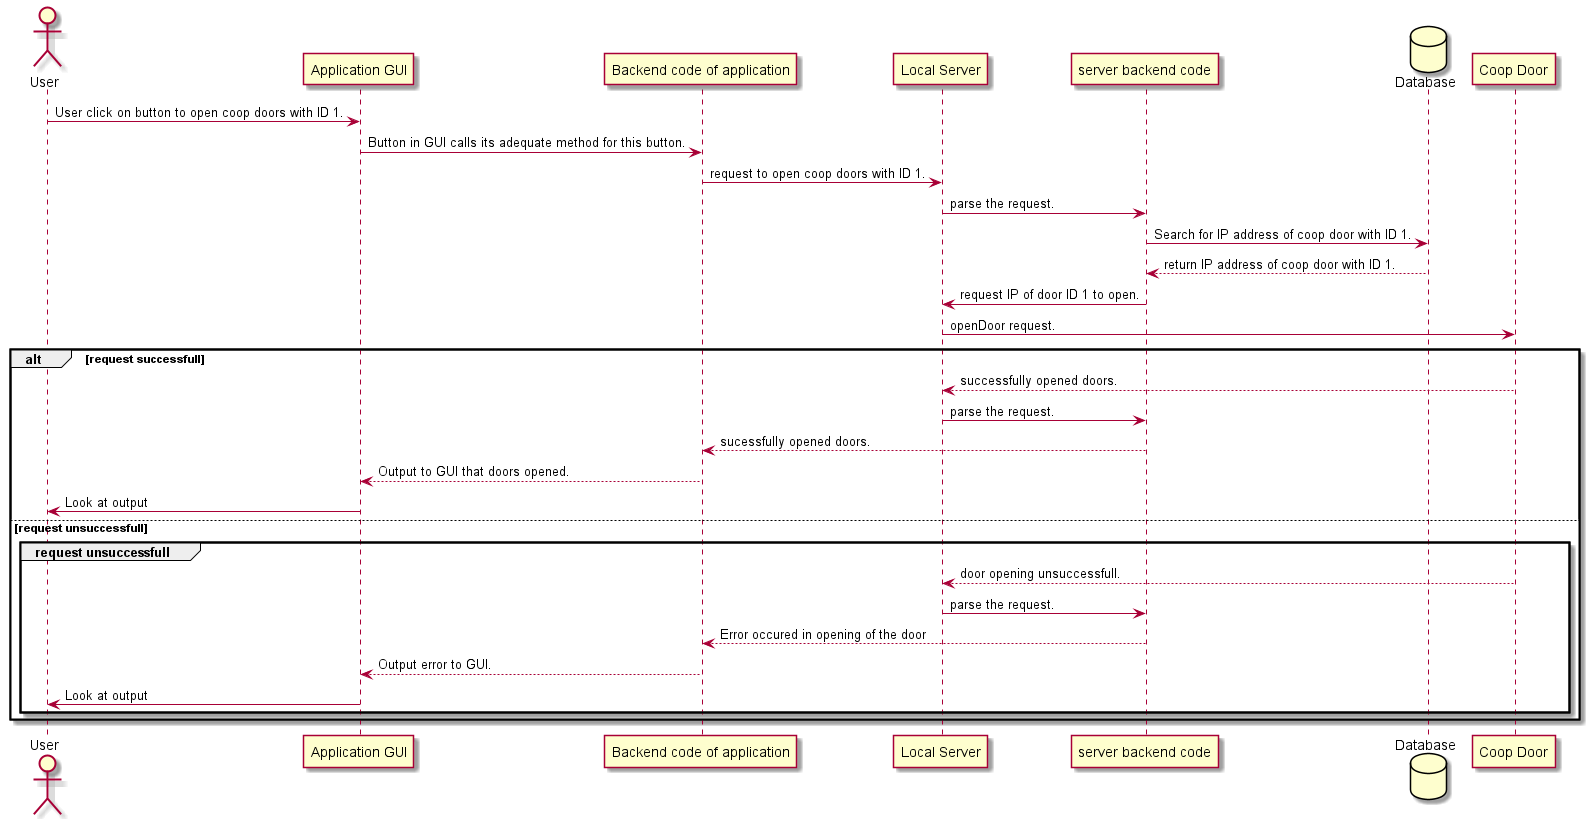 User
Application GUI
Backend code of application
Local Server
server backend code
Database
Coop Door
User click on button to open coop doors with ID 1.
Button in GUI calls its adequate method for this button.
request to open coop doors with ID 1.
parse the request.
Search for IP address of coop door with ID 1.
return IP address of coop door with ID 1.
request IP of door ID 1 to open.
openDoor request.
alt [request successfull]
successfully opened doors.
parse the request.
sucessfully opened doors.
Output to GUI that doors opened.
Look at output
[request unsuccessfull]
request unsuccessfull
door opening unsuccessfull.
parse the request.
Error occured in opening of the door
Output error to GUI.
Look at output
User
Application GUI
Backend code of application
Local Server
server backend code
Database
Coop Door